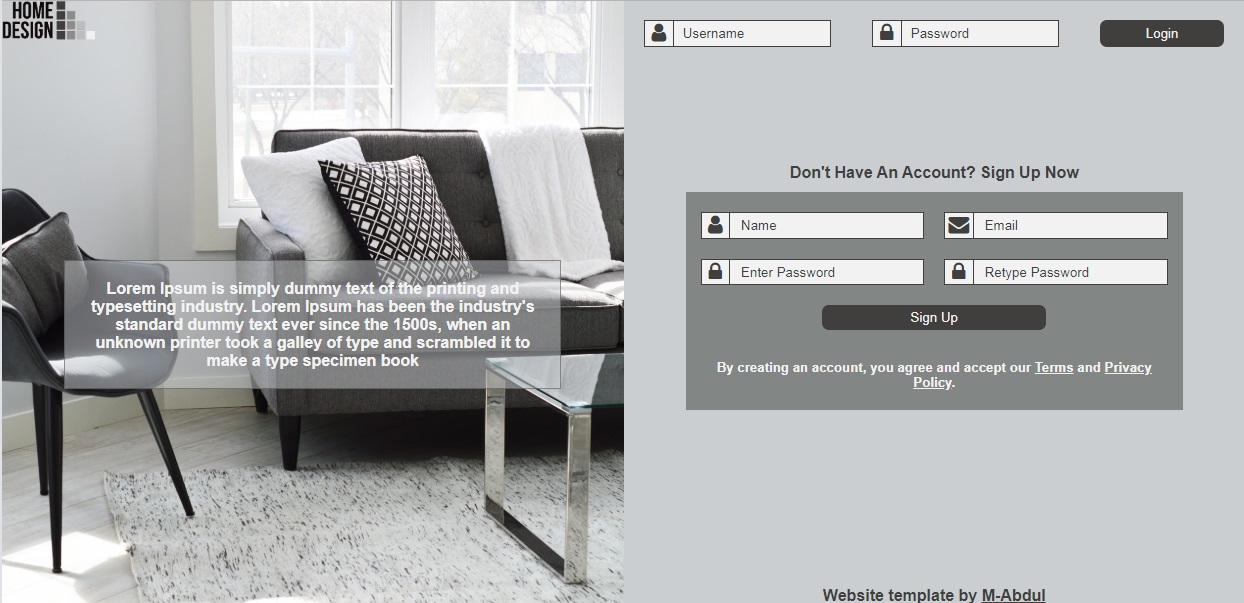 HOME
DESIGN
Username
Password
Login
Don't Have An Account? Sign Up Now
Name
Email
Enter Password
Retype Password
Sign Up
By creating an account, you agree and accept our Terms and Privacy
Policy.
Lorem Ipsum is simply dummy text of the printing and
typesetting industry. Lorem Ipsum has been the industry's
standard dummy text ever since the 1500s, when an
unknown printer took a galley of type and scrambled it to
make a type specimen book
Website template by M-Abdul